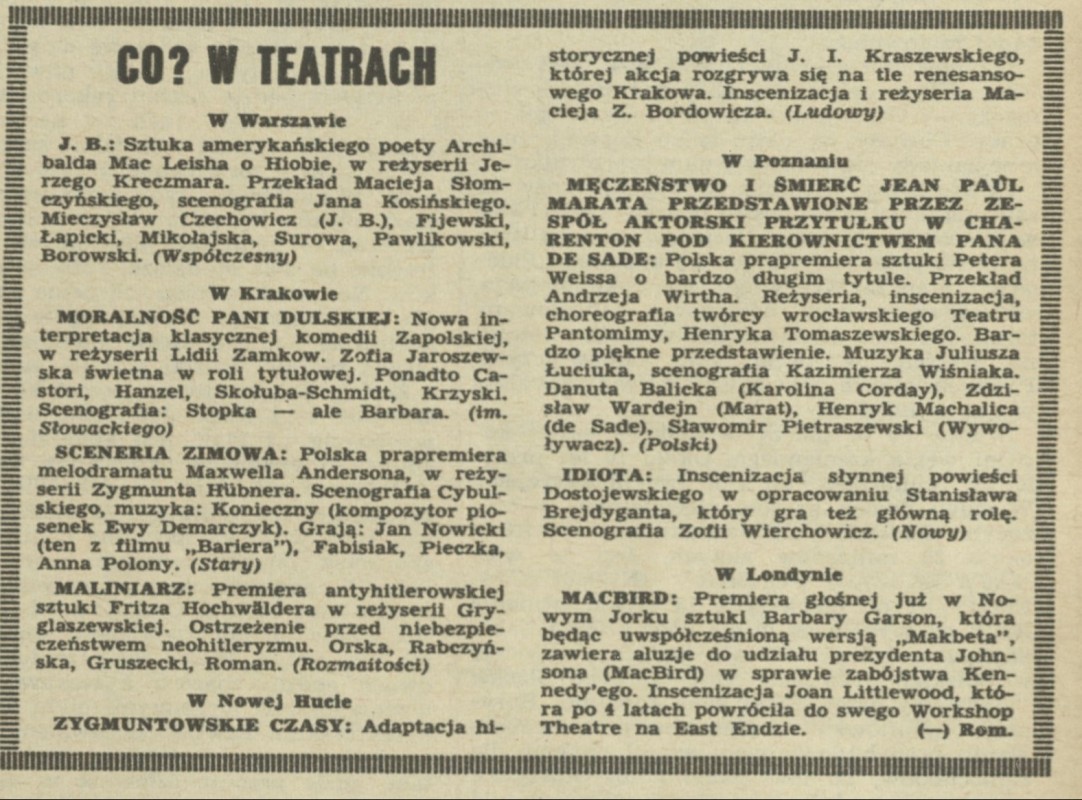 CO? W TEATRACH
W Warszawie
J. B.: Sztuka amerykańskiego poety Archi-
balda Mac Leisha o Hiobie, w reżyserii Je-
rzego Kreczmara. Przekład Macieja Słom-
czyńskiego, scenografia Jana Kosińskiego.
Mieczysław Czechowicz (J. B.), Fijewski,
Łapicki, Mikołajska, Surowa, Pawlikowski,
Borowski. (Współczesny)
W Krakowie
MORALNOŚĆ PANI DULSKIEJ: Nowa in-
terpretacja klasycznej komedii Zapolskiej,
w reżyserii Lidii Zamkow. Zofia Jaroszew-
ska świetna w roli tytułowej. Ponadto Ca-
stori, Hanzel, Skołuba-Schmidt, Krzyski.
Scenografia: Stopka — ale Barbara. (im.
Słowackiego)
SCENERIA ZIMOWA: Polska prapremiera
melodramatu Maxwella Andersona, w reży-
serii Zygmunta Hübnera. Scenografia Cybul-
skiego, muzyka: Konieczny (kompozytor pio-
senek Ewy Demarczyk). Grają: Jan Nowicki
(ten z filmu „Bariera"), Fabisiak, Pieczka,
Anna Polony. (Stary)
MALINIARZ: Premiera antyhitlerowskiej
sztuki Fritza Hochwäldera w reżyserii Gry-
glaszewskiej. Ostrzeżenie przed niebezpie-
czeństwem neohitleryzmu. Orska, Rabczyń-
ska, Gruszecki, Roman. (Rozmaitości)
W Nowej Hucie
ZYGMUNTOWSKIE CZASY: Adaptacja hi-
storycznej powieści J. I. Kraszewskiego,
której akcja rozgrywa się na tle renesanso-
wego Krakowa. Inscenizacja i reżyseria Ma-
cieja Z. Bordowicza. (Ludowy)
W Poznaniu
MĘCZEŃSTWO I ŚMIERĆ JEAN PAUL
MARATA PRZEDSTAWIONE PRZEZ ZE-
SPÓŁ AKTORSKI PRZYTUŁKU W CHA-
RENTON POD KIEROWNICTWEM PANA
DE SADE: Polska prapremiera sztuki Petera
Weissa o bardzo długim tytule. Przekład
Andrzeja Wirtha. Reżyseria, inscenizacja,
choreografia twórcy wrocławskiego Teatru
Pantomimy, Henryka Tomaszewskiego. Bar-
dzo piękne przedstawienie. Muzyka Juliusza
Łuciuka, scenografia Kazimierza Wiśniaka.
Danuta Balicka (Karolina Corday), Zdzi-
sław Wardejn (Marat), Henryk Machalica
(de Sade), Sławomir Pietraszewski (Wywo-
ływacz). (Polski)
IDIOTA: Inscenizacja słynnej powieści
Dostojewskiego w opracowaniu Stanisława
Brejdyganta, który gra też główną rolę.
Scenografia Zofii Wierchowicz. (Nowy)
W Londynie
MACBIRD: Premiera głośnej już w No-
wym Jorku sztuki Barbary Garson, która
będąc uwspółcześnioną wersją „Makbeta",
zawiera aluzje do udziału prezydenta John-
sona (MacBird) w sprawie zabójstwa Ken-
nedy'ego. Inscenizacja Joan Littlewood, któ-
ra po 4 latach powróciła do swego Workshop
Theatre na East Endzie. (—) Rom.